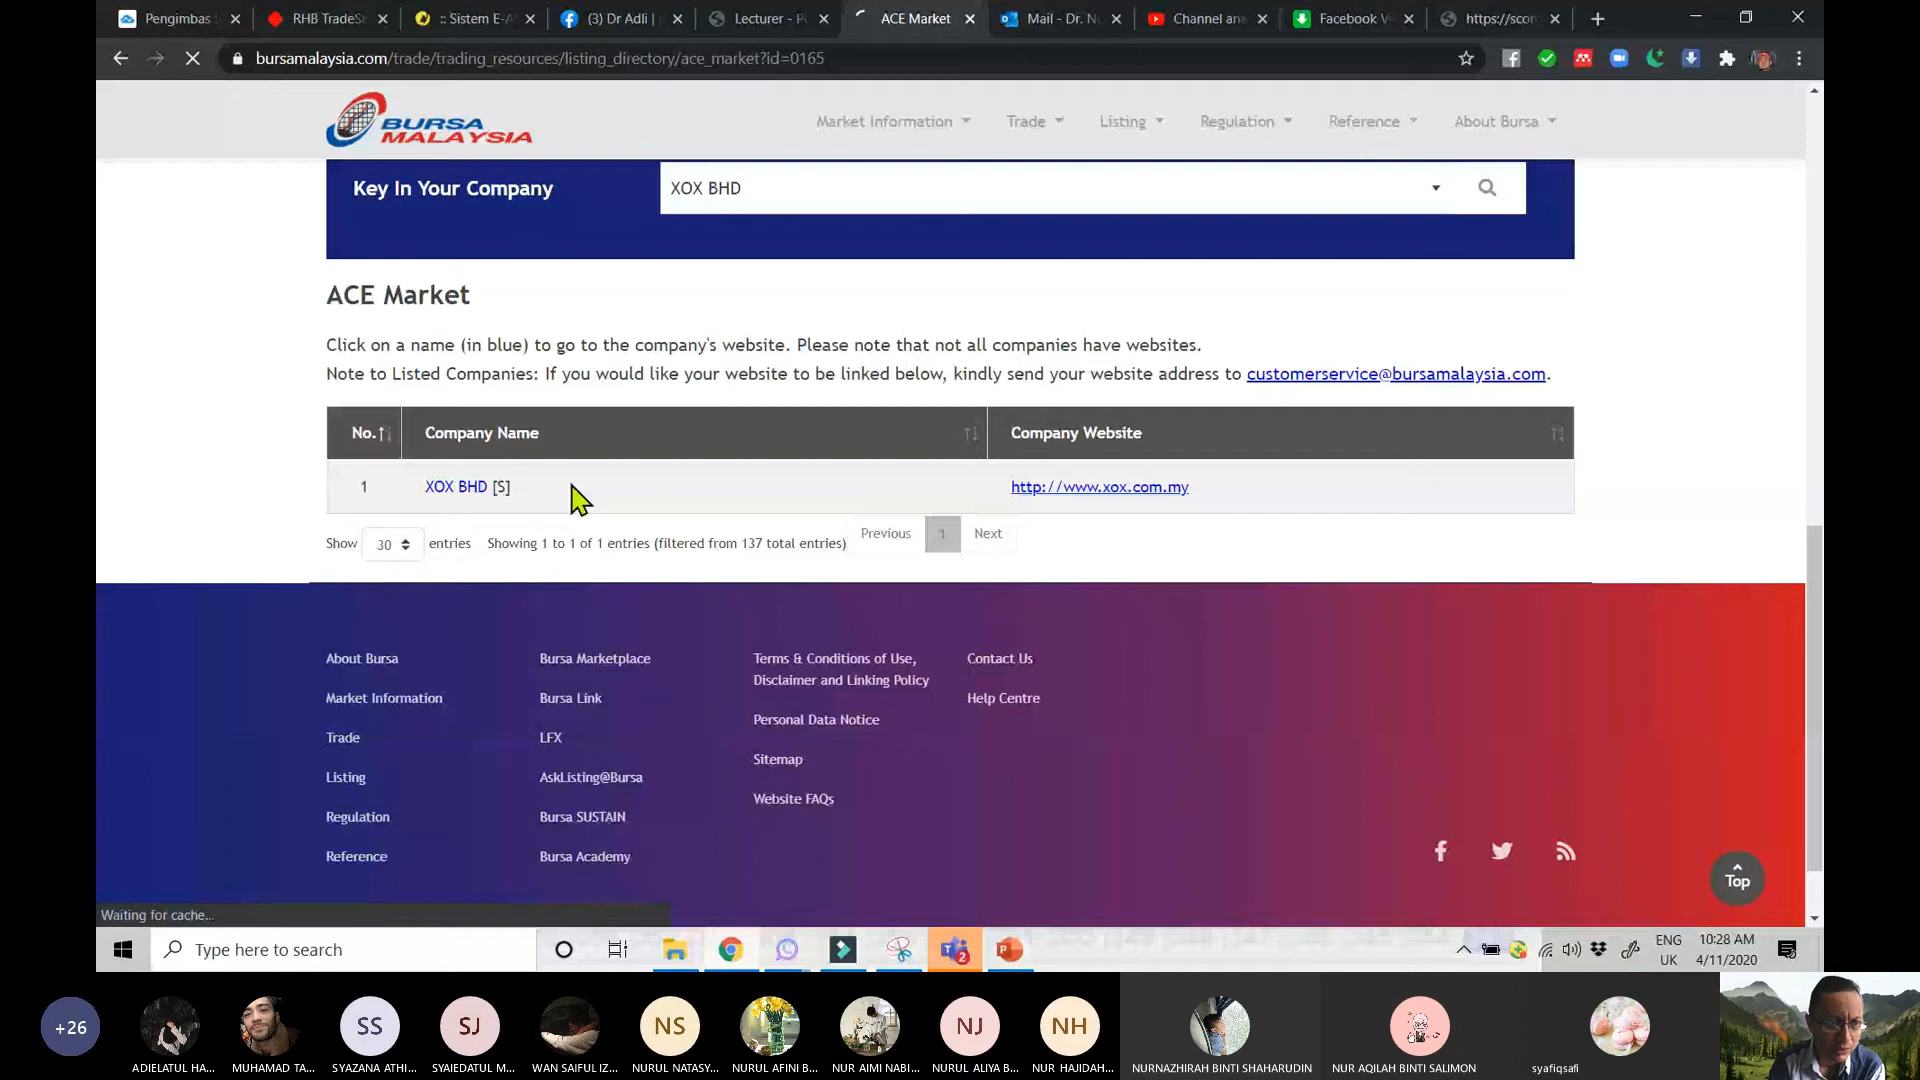 Pengimbas S
RHB TradeSm
:: Sistem E-A
(3) Dr Adli |
Lecturer - P
ACE Market
Mail - Dr. N
Channel ana
Facebook V
https://scor
bursamalaysia.com/trade/trading_resources/listing_directory/ace_market?id=0165
BURSA
MALAYSIA
Market Information
Trade
Listing
Regulation
Reference
About Bursa
Key In Your Company
XOX BHD
ACE Market
Click on a name (in blue) to go to the company's website. Please note that not all companies have websites.
Note to Listed Companies: If you would like your website to be linked below, kindly send your website address to customerservice@bursamalaysia.com.
No.
Company Name
Company Website
1
XOX BHD [S]
http://www.xox.com.my
Show 30 entries
Showing 1 to 1 of 1 entries (filtered from 137 total entries)
Previous
1
Next
About Bursa
Market Information
Trade
Listing
Regulation
Reference
Bursa Marketplace
Bursa Link
LFX
AskListing@Bursa
Bursa SUSTAIN
Bursa Academy
Terms & Conditions of Use,
Disclaimer and Linking Policy
Personal Data Notice
Sitemap
Website FAQs
Contact Us
Help Centre
Top
Waiting for cache...
Type here to search
2
ENG
UK
10:28 AM
4/11/2020
+26
SS
SJ
NS
NJ
NH
ADIELATUL HA...
MUHAMAD TA...
SYAZANA ATHI...
SYAIEDATUL M...
WAN SAIFUL IZ...
NURUL NATASY...
NURUL AFINI B...
NUR AIMI NABI...
NURUL ALIYA B...
NUR HAJIDAH...
NURNAZHIRAH BINTI SHAHARUDIN
NUR AQILAH BINTI SALIMON
syafiqsafi